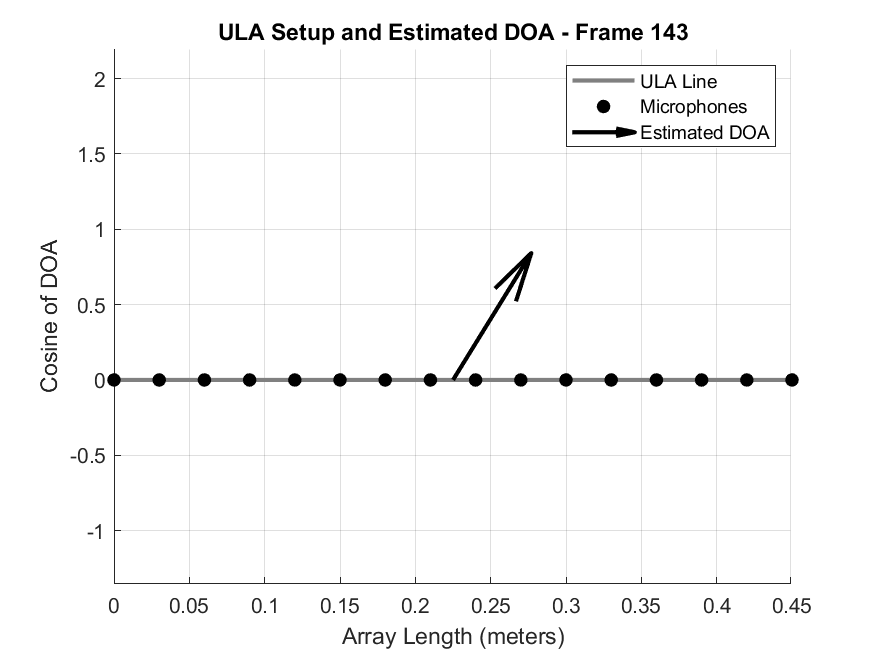 ULA Setup and Estimated DOA - Frame 143
ULA Line
Microphones
Estimated DOA
Cosine of DOA
2
1.5
1
0.5
0
-0.5
-1
0 0.05 0.1 0.15 0.2 0.25 0.3 0.35 0.4 0.45
Array Length (meters)